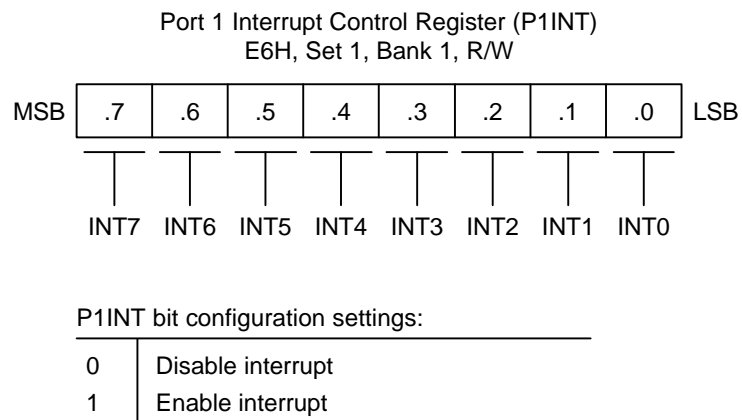 Port 1 Interrupt Control Register (P1INT)
E6H, Set 1, Bank 1, R/W
MSB .7 .6 .5 .4 .3 .2 .1 .0 LSB
INT7 INT6 INT5 INT4 INT3 INT2 INT1 INT0
P1INT bit configuration settings:
0 Disable interrupt
1 Enable interrupt